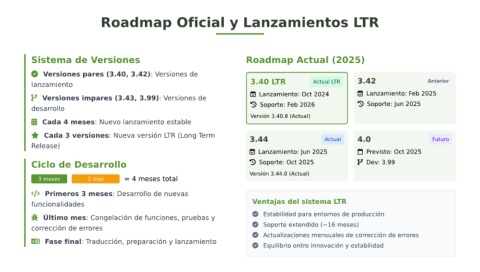 Roadmap Oficial y Lanzamientos LTR
Sistema de Versiones
Versiones pares (3.40, 3.42): Versiones de
lanzamiento
Versiones impares (3.43, 3.99): Versiones de
desarrollo
Cada 4 meses: Nuevo lanzamiento estable
Cada 3 versiones: Nueva versión LTR (Long Term
Release)
Ciclo de Desarrollo
3 meses
1 mes
= 4 meses total
Primeros 3 meses: Desarrollo de nuevas
funcionalidades
Último mes: Congelación de funciones, pruebas y
corrección de errores
Fase final: Traducción, preparación y lanzamiento
Roadmap Actual (2025)
3.40 LTR
Actual LTR
Lanzamiento: Oct 2024
Soporte: Feb 2026
Versión 3.40.8 (Actual)
3.42
Anterior
Lanzamiento: Feb 2025
Soporte: Jun 2025
3.44
Actual
Lanzamiento: Jun 2025
Soporte: Oct 2025
Versión 3.44.0 (Actual)
4.0
Futuro
Previsto: Oct 2025
Dev: 3.99
Ventajas del sistema LTR
Estabilidad para entornos de producción
Soporte extendido (~16 meses)
Actualizaciones mensuales de corrección de errores
Equilibrio entre innovación y estabilidad